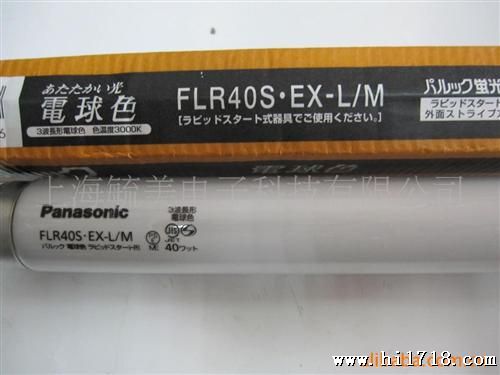 あたたかい光
電球色
3波長形電球色 色温度3000K
FLR40S・EX-L/M
【ラピッドスタート式器具でご使用ください。】
パルック蛍光
ラピッドスタート
外面ストライプ
上海毓美电子科技有限公司
Panasonic
3波長形
電球色
FLR40S・EX-L/M
JIS
JET
パルック 電球色 ラピッドスタート形
NE
40ワット
www.ihi1718.com